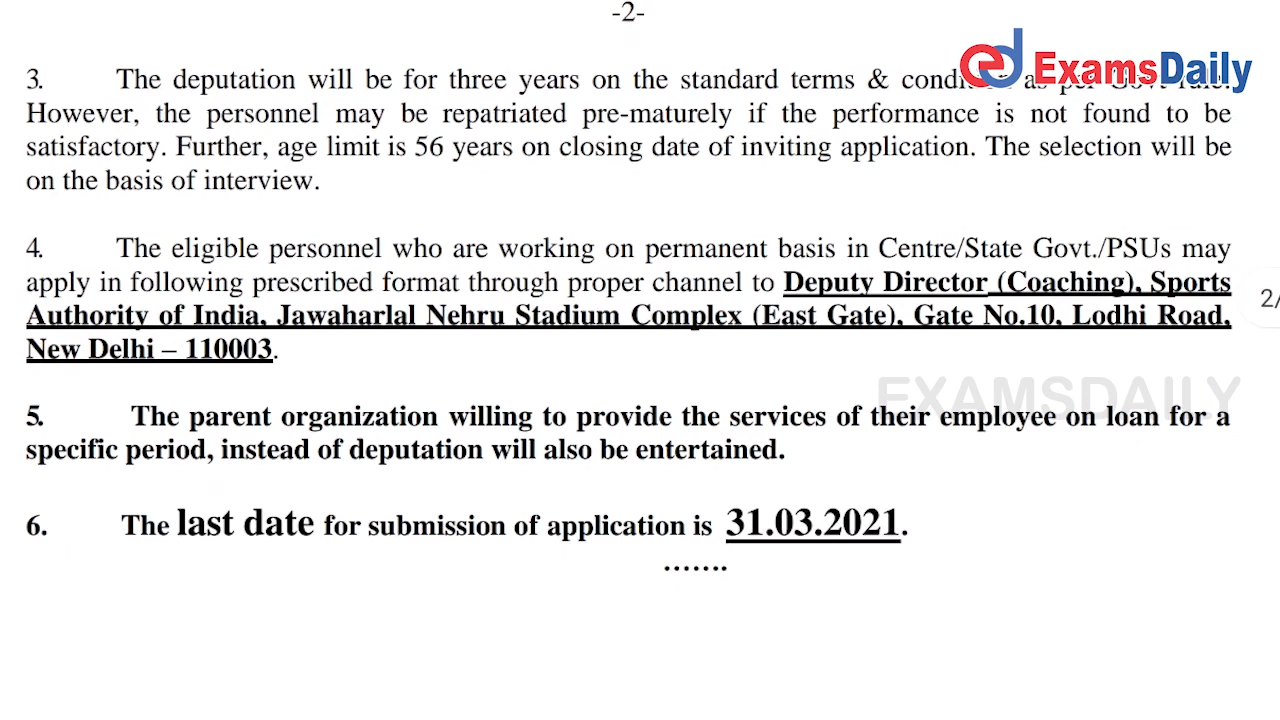 -2-
ExamsDaily
3. The deputation will be for three years on the standard terms & as per Govt rule.
However, the personnel may be repatriated pre-maturely if the performance is not found to be
satisfactory. Further, age limit is 56 years on closing date of inviting application. The selection will be
on the basis of interview.
4. The eligible personnel who are working on permanent basis in Centre/State Govt./PSUs may
apply in following prescribed format through proper channel to Deputy Director (Coaching), Sports
Authority of India, Jawaharlal Nehru Stadium Complex (East Gate), Gate No.10, Lodhi Road,
New Delhi – 110003.
2/
EXAMSDAILY
5. The parent organization willing to provide the services of their employee on loan for a
specific period, instead of deputation will also be entertained.
6. The last date for submission of application is 31.03.2021.
.......